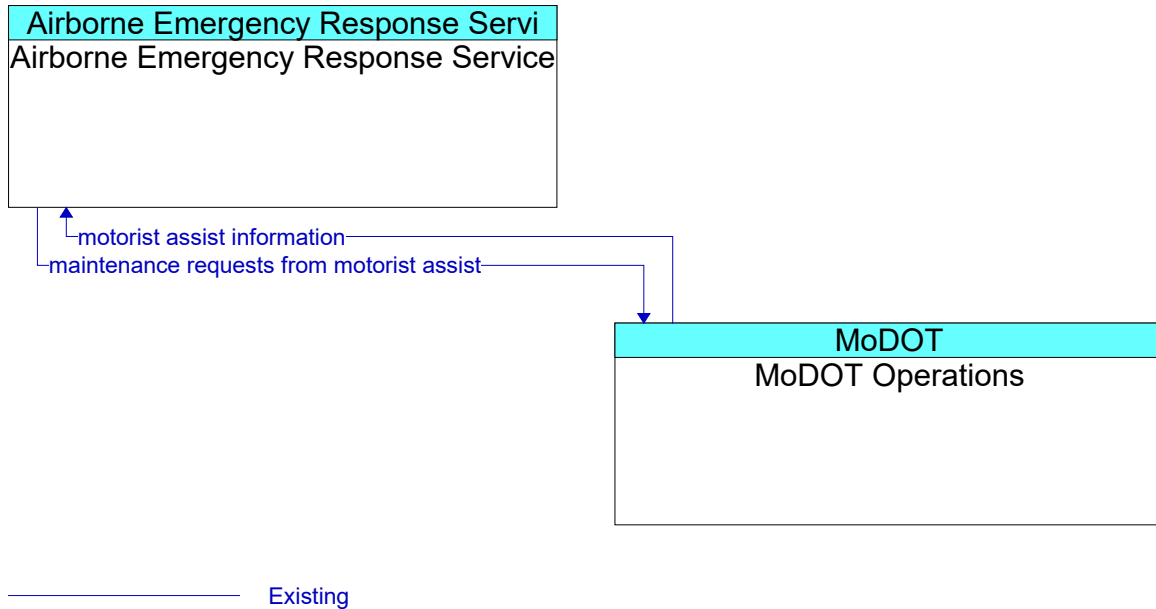 Airborne Emergency Response Servi
Airborne Emergency Response Service
motorist assist information
maintenance requests from motorist assist
MoDOT
MoDOT Operations
Existing